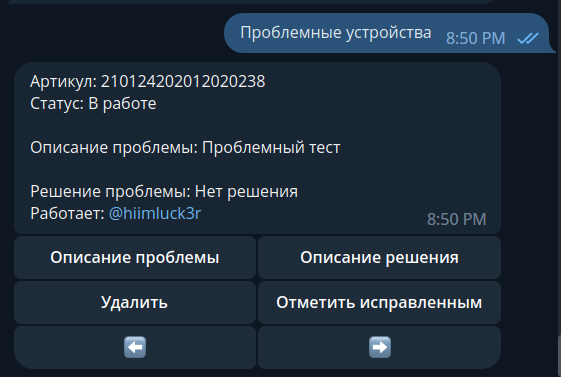 Проблемные устройства
8:50 PM
Артикул: 210124202012020238
Статус: В работе
Описание проблемы: Проблемный тест
Решение проблемы: Нет решения
Работает: @hiimluck3r
8:50 PM
Описание проблемы
Описание решения
Удалить
Отметить исправленным